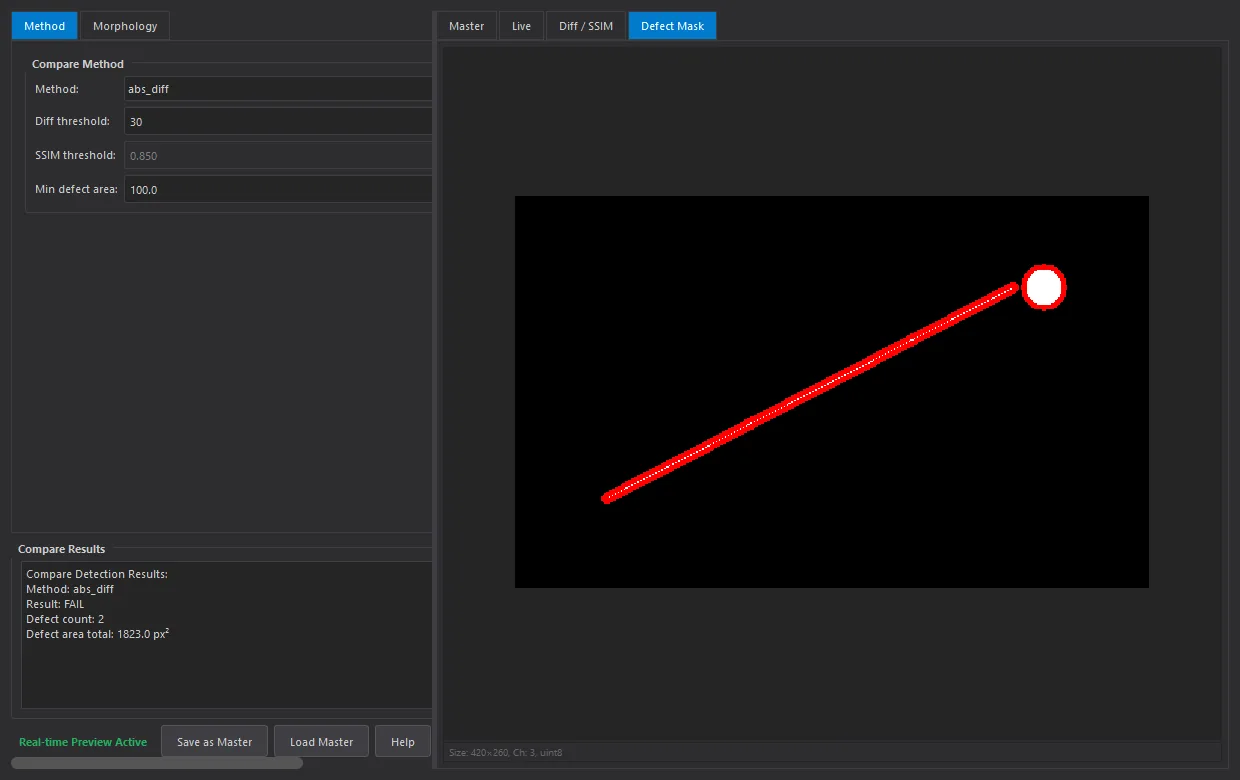 Method Morphology
Compare Method
Method: abs_diff
Diff threshold: 30
SSIM threshold: 0.850
Min defect area: 100.0
Compare Results
Compare Detection Results:
Method: abs_diff
Result: FAIL
Defect count: 2
Defect area total: 1823.0 px²
Real-time Preview Active Save as Master Load Master Help
Master Live Diff / SSIM Defect Mask
Size: 420×260, Ch: 3, uint8